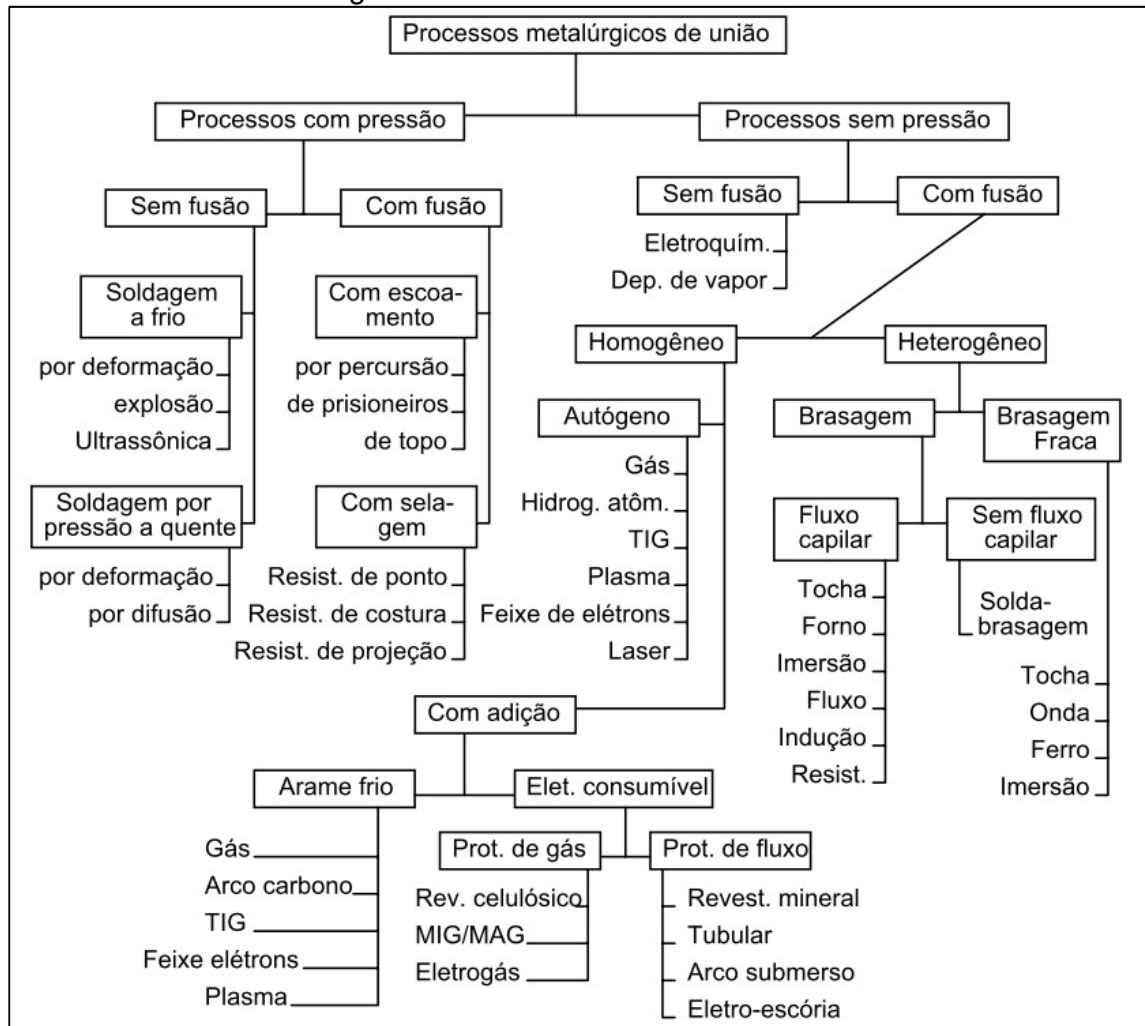 Processos metalúrgicos de união
Processos com pressão
Processos sem pressão
Sem fusão
Com fusão
Sem fusão
Com fusão
Eletroquím.
Dep. de vapor
Soldagem
a frio
por deformação
explosão
Ultrassônica
Soldagem por
pressão a quente
por deformação
por difusão
Com escoa-
mento
por percursão
de prisioneiros
de topo
Com sela-
gem
Resist. de ponto
Resist. de costura
Resist. de projeção
Homogêneo
Heterogêneo
Autógeno
Gás
Hidrog. atôm.
TIG
Plasma
Feixe de elétrons
Laser
Brasagem
Brasagem
Fraca
Fluxo
capilar
Tocha
Forno
Imersão
Fluxo
Indução
Resist.
Sem fluxo
capilar
Solda-
brasagem
Tocha
Onda
Ferro
Imersão
Com adição
Arame frio
Elet. consumível
Gás
Arco carbono
TIG
Feixe elétrons
Plasma
Prot. de gás
Rev. celulósico
MIG/MAG
Eletrogás
Prot. de fluxo
Revest. mineral
Tubular
Arco submerso
Eletro-escória